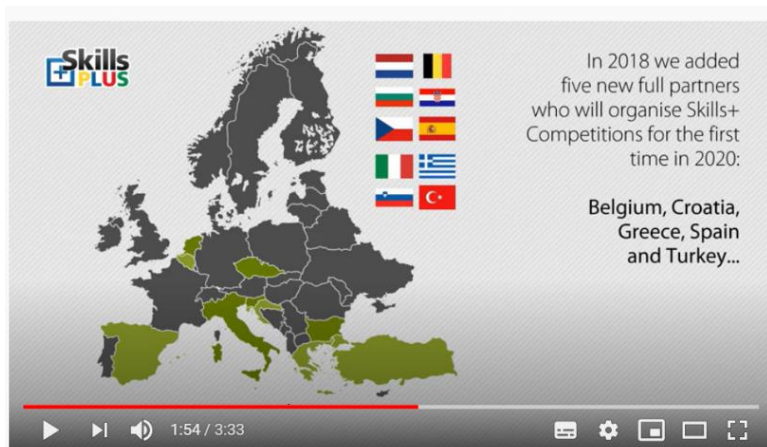 Skills
PLUS
In 2018 we added
five new full partners
who will organise Skills+
Competitions for the first
time in 2020:
Belgium, Croatia,
Greece, Spain
and Turkey...
1:54 / 3:33